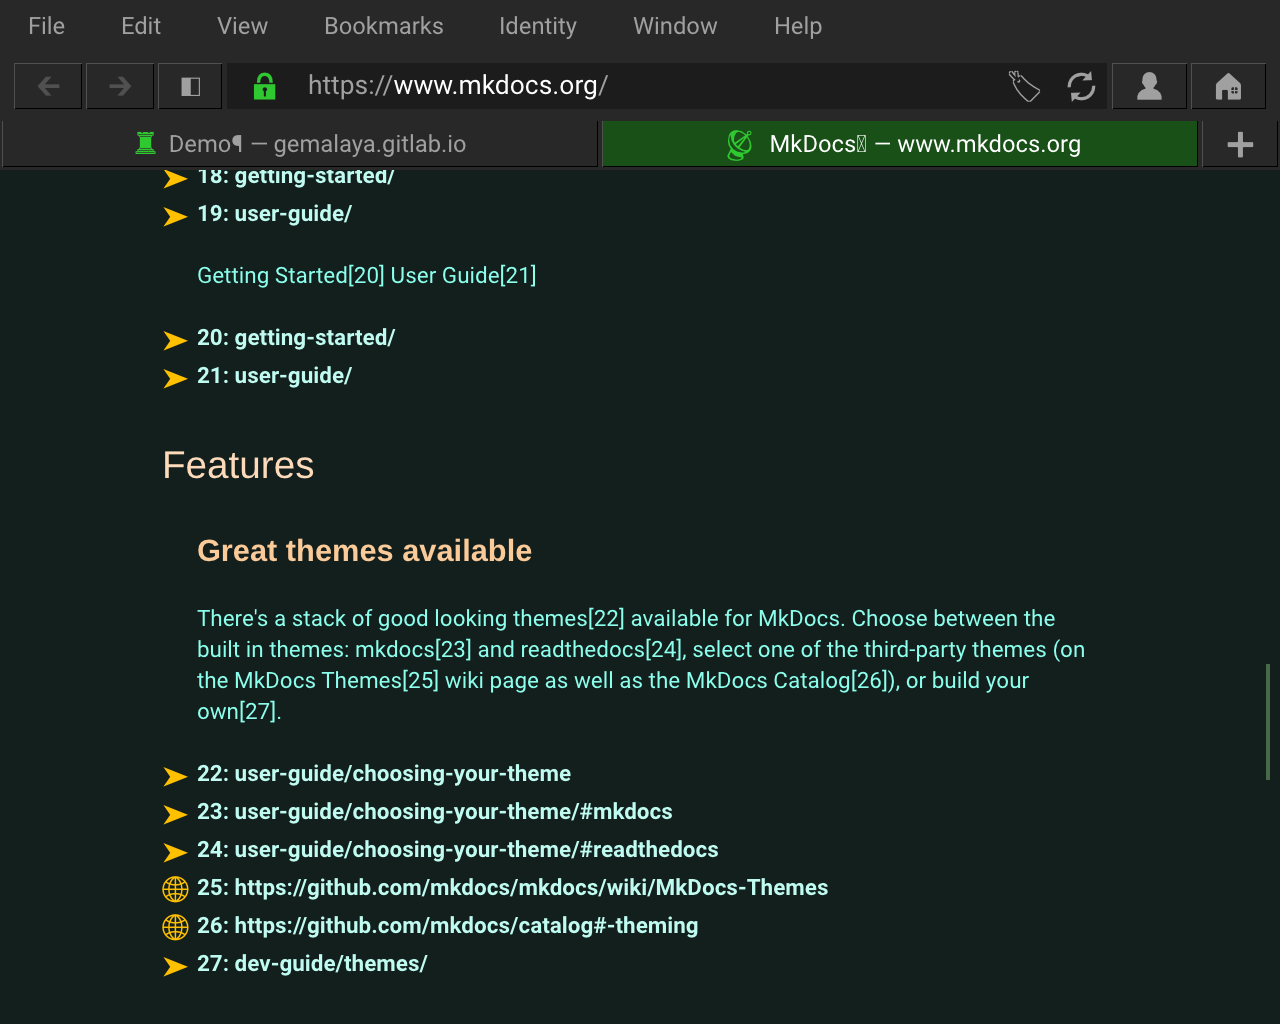 File Edit View Bookmarks Identity Window Help
https://www.mkdocs.org/
Demo¶ — gemalaya.gitlab.io
MkDocs — www.mkdocs.org
18: getting-started/
19: user-guide/
Getting Started[20] User Guide[21]
20: getting-started/
21: user-guide/
Features
Great themes available
There's a stack of good looking themes[22] available for MkDocs. Choose between the
built in themes: mkdocs[23] and readthedocs[24], select one of the third-party themes (on
the MkDocs Themes[25] wiki page as well as the MkDocs Catalog[26]), or build your
own[27].
22: user-guide/choosing-your-theme
23: user-guide/choosing-your-theme/#mkdocs
24: user-guide/choosing-your-theme/#readthedocs
25: https://github.com/mkdocs/mkdocs/wiki/MkDocs-Themes
26: https://github.com/mkdocs/catalog#-theming
27: dev-guide/themes/